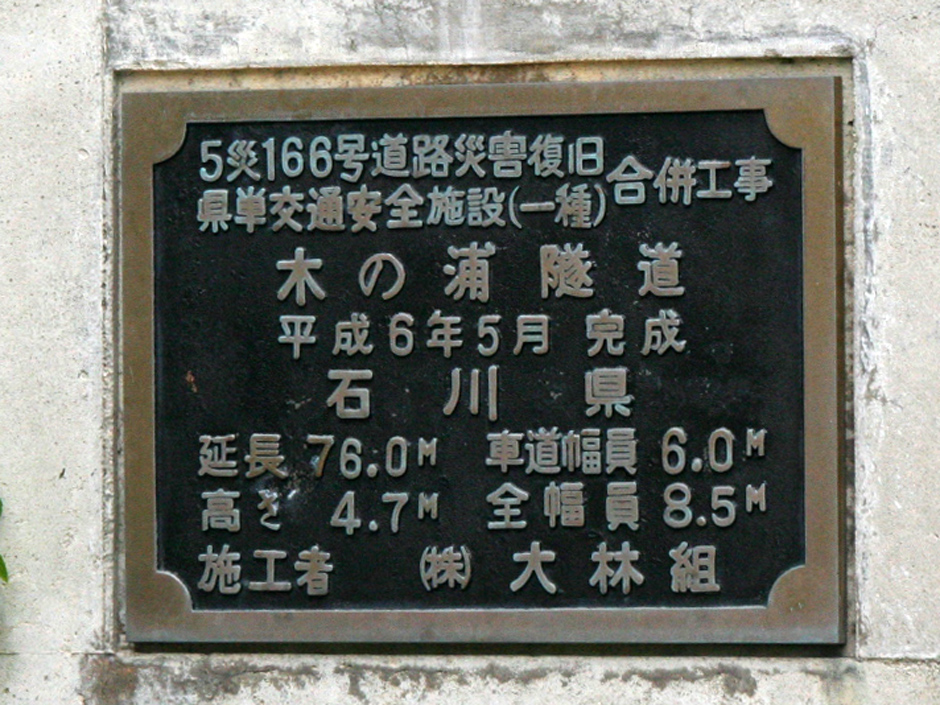 5災166号道路災害復旧
県単交通安全施設(一種)
合併工事
木の浦隧道
平成6年5月 完成
石川県
延長 76.0M 車道幅員 6.0M
高さ 4.7M 全幅員 8.5M
施工者 ㈱ 大林組